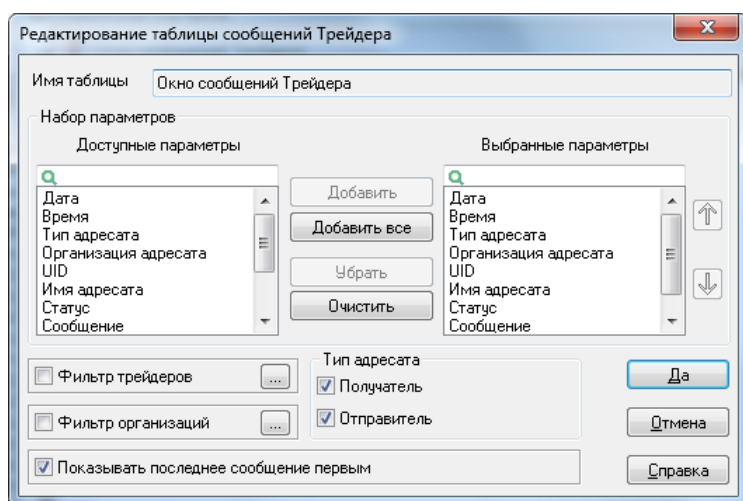 Редактирование таблицы сообщений Трейдера
Имя таблицы
Окно сообщений Трейдера
Набор параметров
Доступные параметры
Выбранные параметры
Дата
Время
Тип адресата
Организация адресата
UID
Имя адресата
Статус
Сообщение
Добавить
Добавить все
Убрать
Очистить
Дата
Время
Тип адресата
Организация адресата
UID
Имя адресата
Статус
Сообщение
Фильтр трейдеров ...
Фильтр организаций ...
Тип адресата
Получатель
Отправитель
Показывать последнее сообщение первым
Да
Отмена
Справка